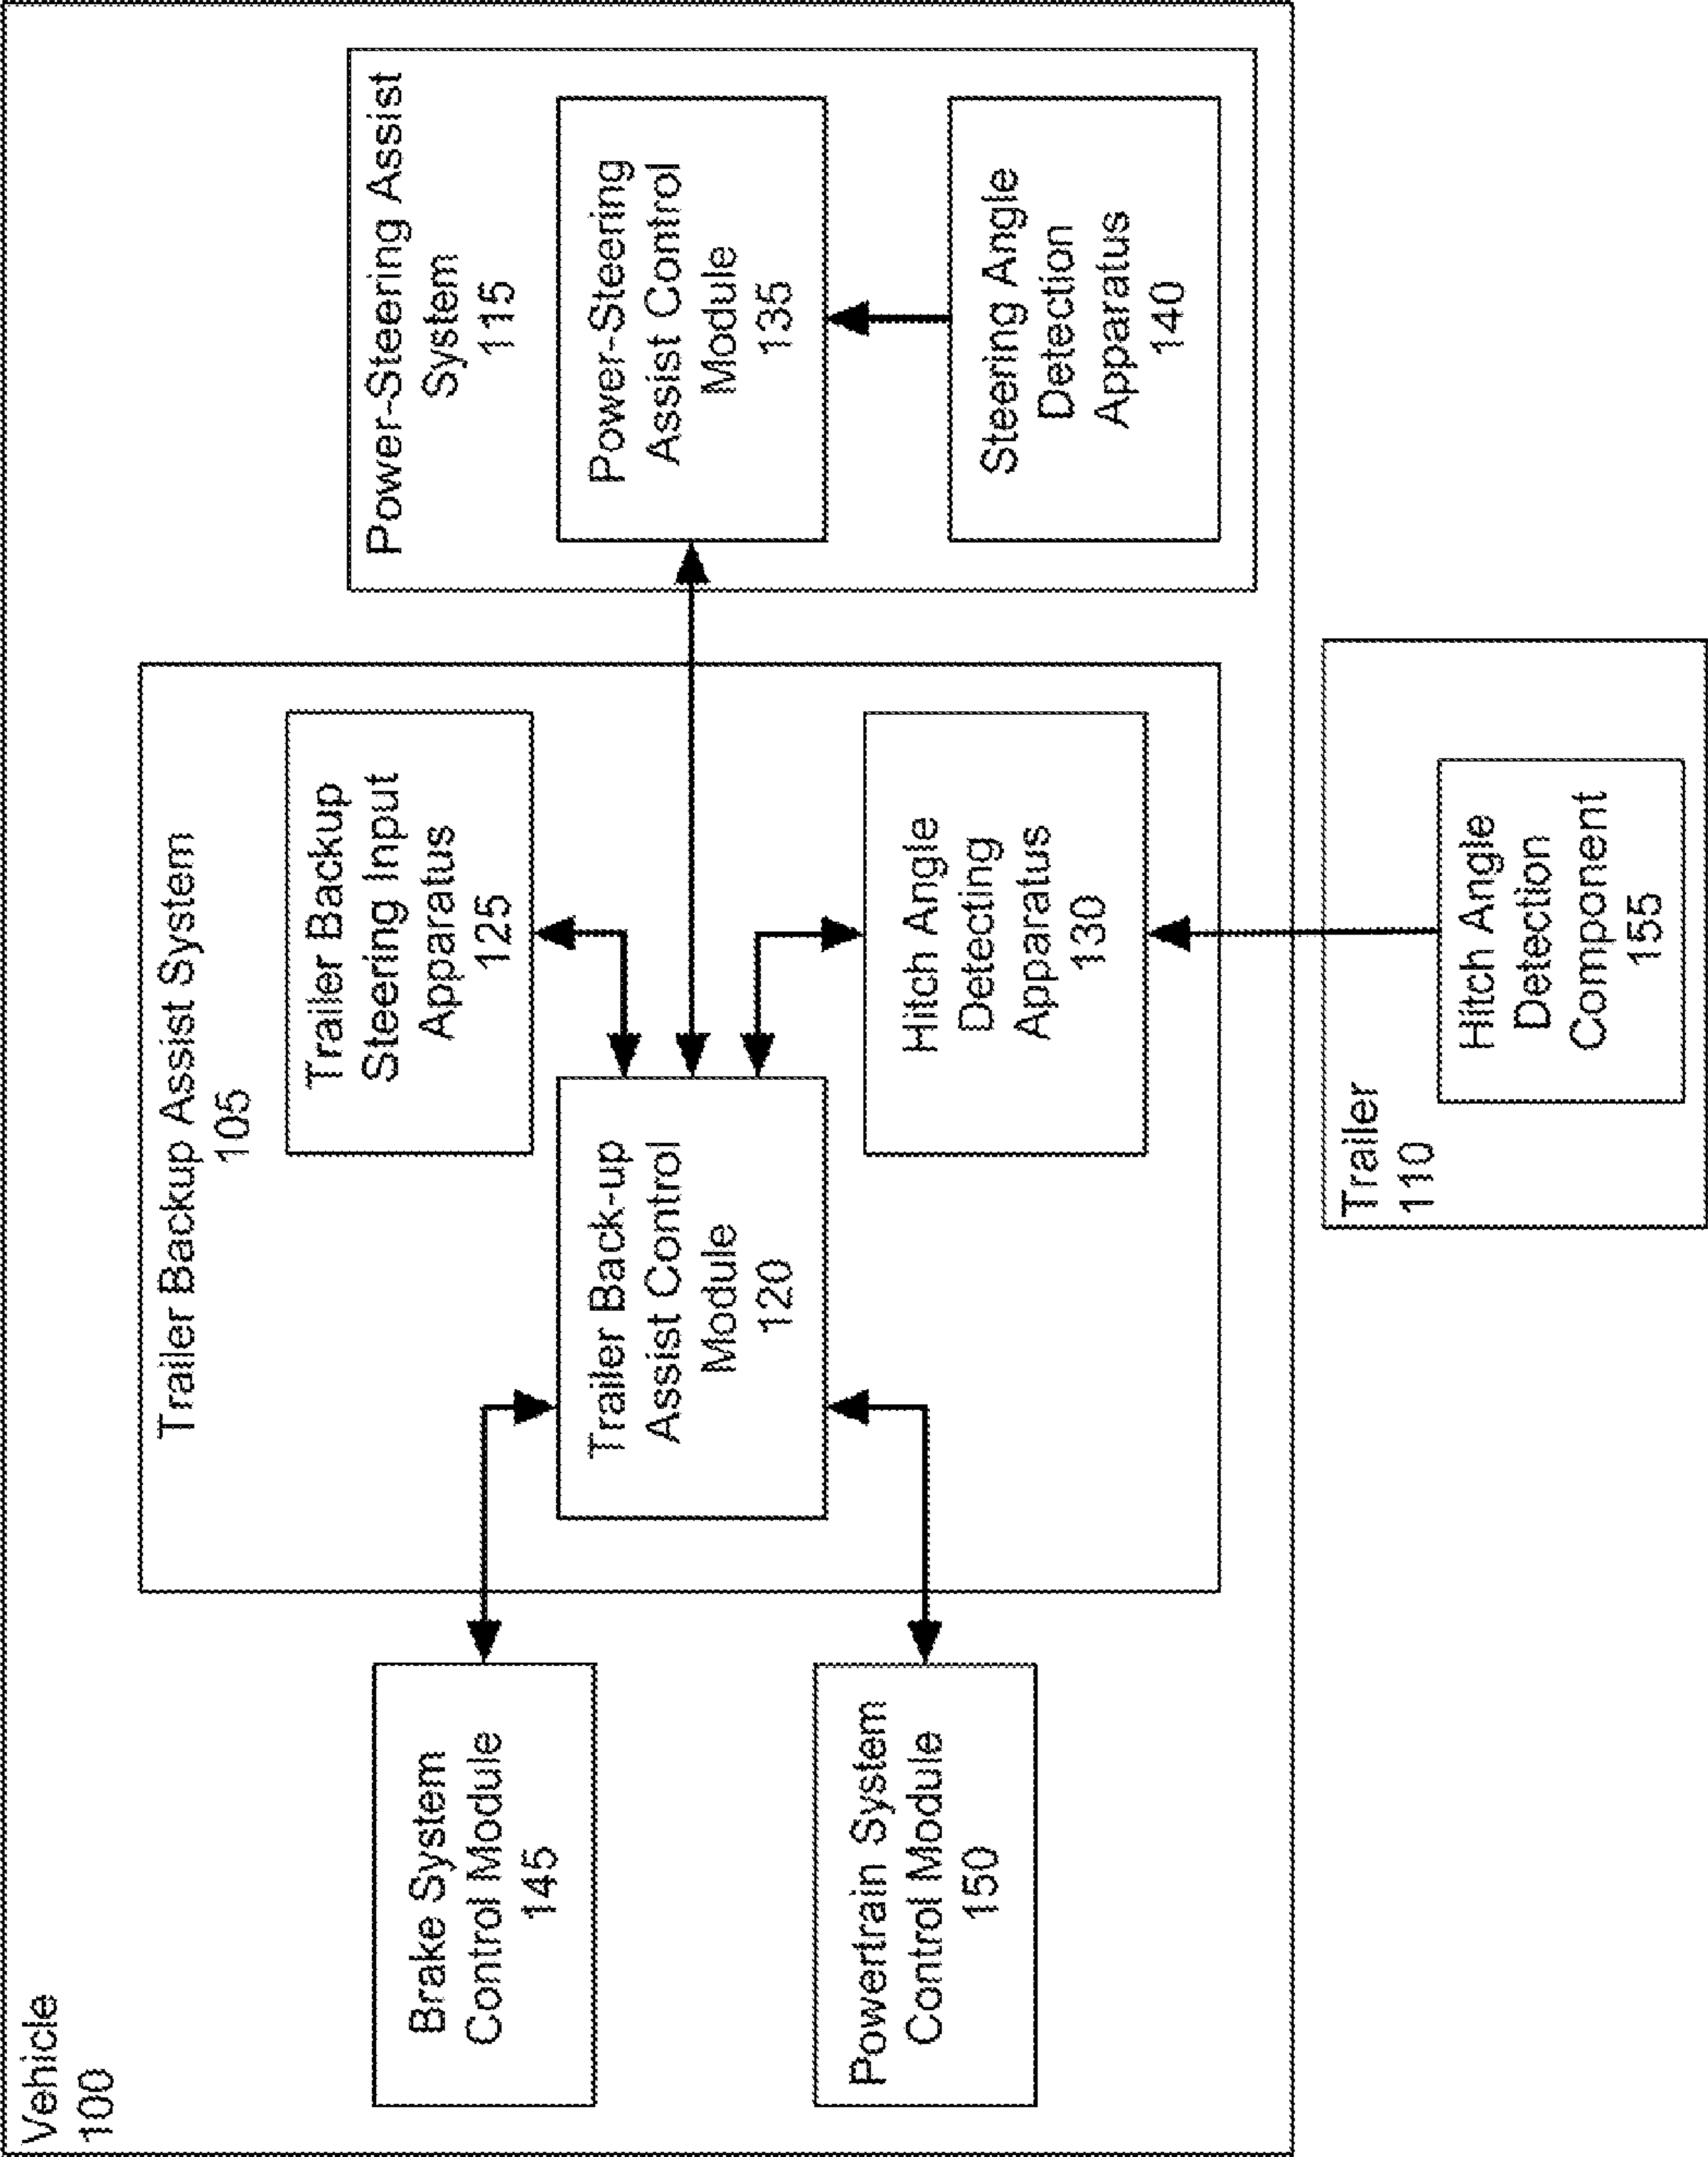 Vehicle
100
Trailer Backup Assist System
105
Power-Steering Assist
System
115
Trailer Backup
Steering Input
Apparatus
125
Brake System
Control Module
145
Trailer Back-up
Assist Control
Module
120
Power-Steering
Assist Control
Module
135
Powertrain System
Control Module
150
Hitch Angle
Detecting
Apparatus
130
Steering Angle
Detection
Apparatus
140
Trailer
110
Hitch Angle
Detection
Component
155